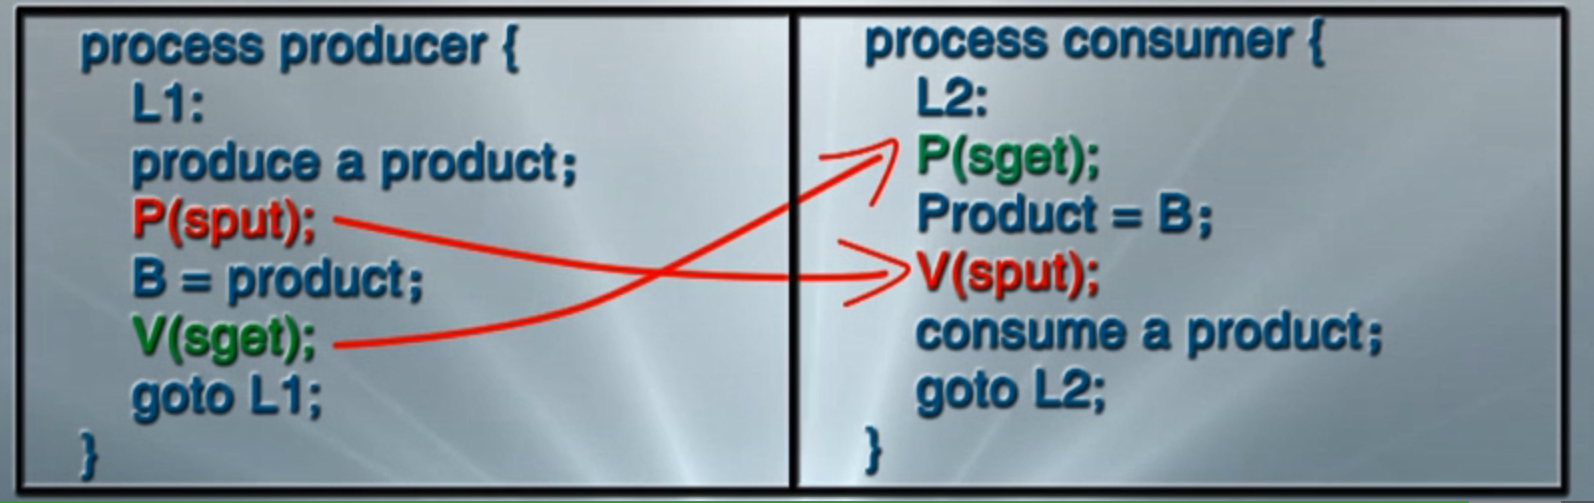 process producer {
L1:
produce a product;
P(sput);
B = product;
V(sget);
goto L1;
}
process consumer {
L2:
P(sget);
Product = B;
V(sput);
consume a product;
goto L2;
}